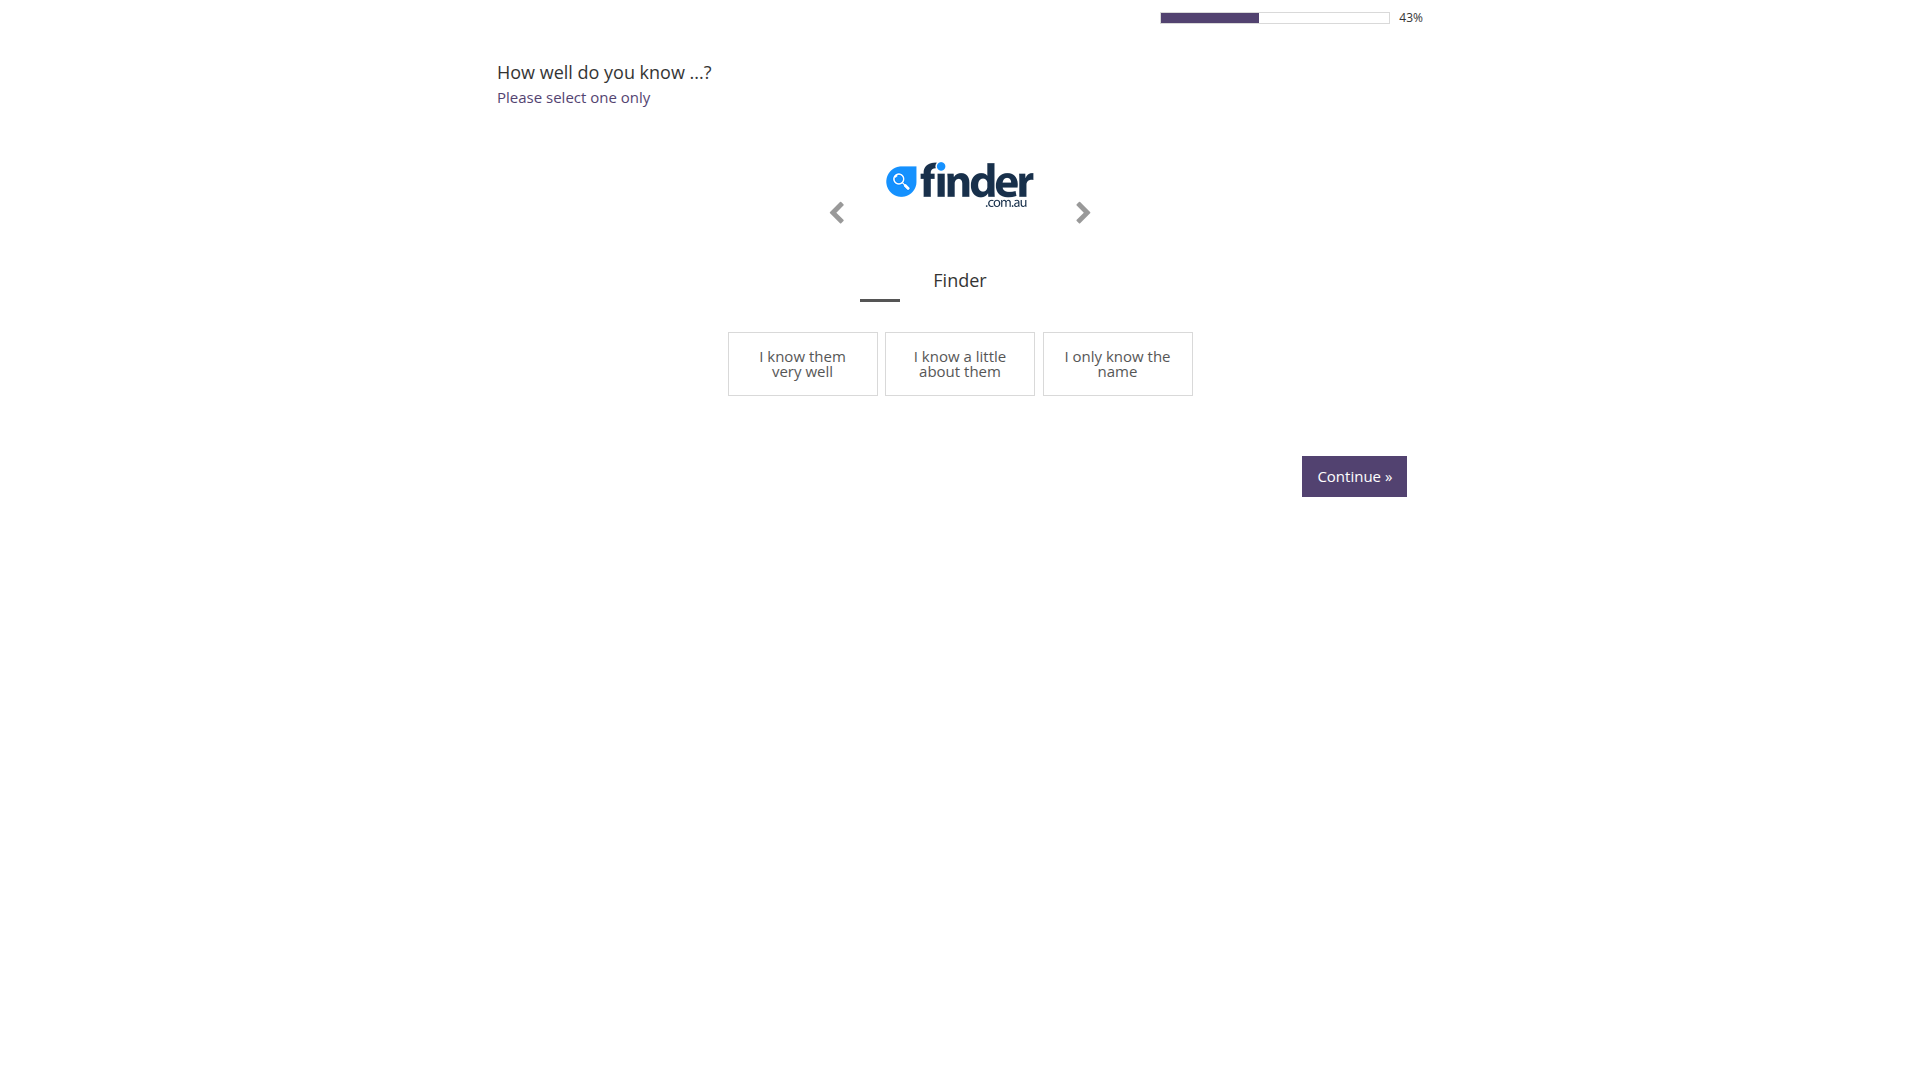 43%
How well do you know ...?
Please select one only
finder
.com.au
Finder
I know them
very well
I know a little
about them
I only know the
name
Continue »